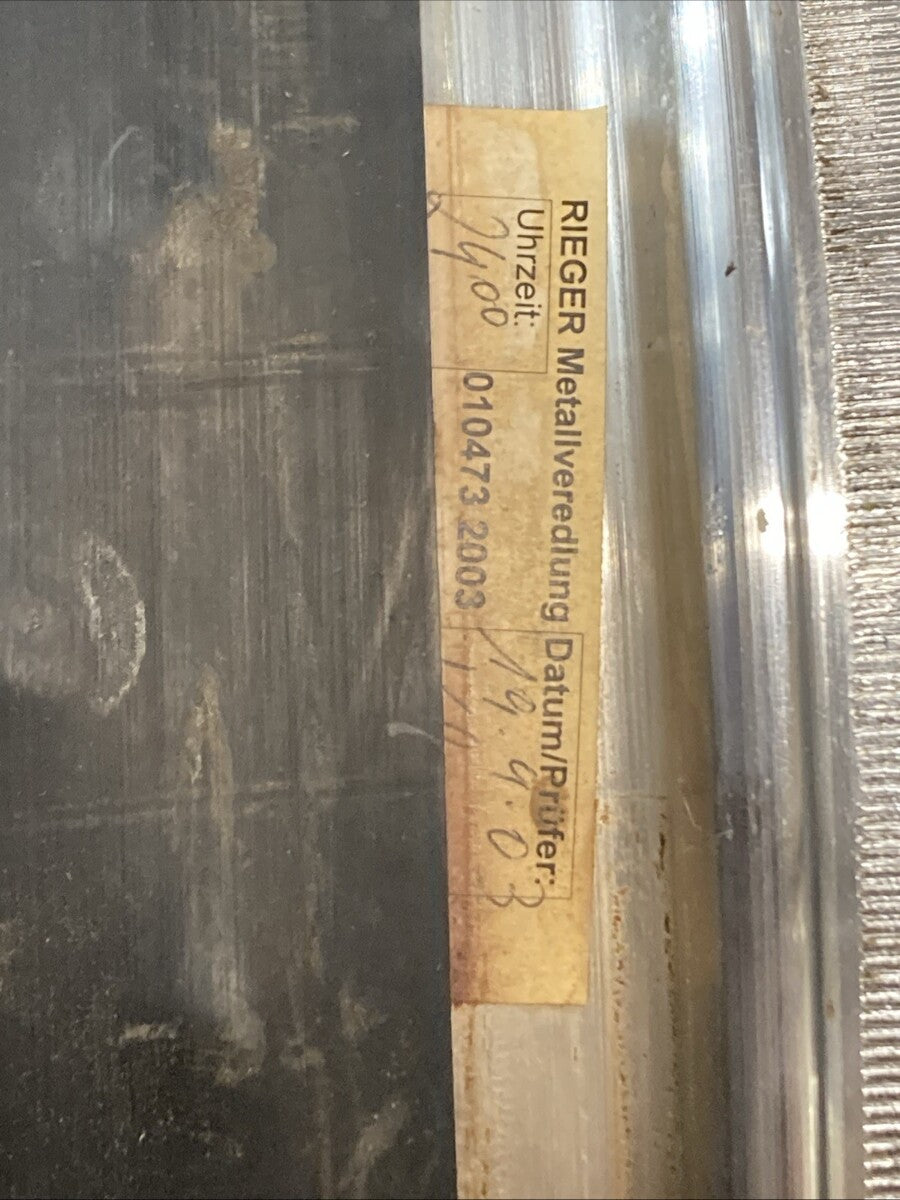 RIEGER Metallveredlung Datum/Prüfer:
Uhrzeit:
24,00
010473 2003
19.9.03